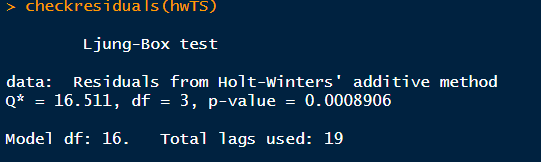 > checkresiduals(hwTS)
Ljung-Box test
data:  Residuals from Holt-Winters' additive method
Q* = 16.511, df = 3, p-value = 0.0008906
Model df: 16.   Total lags used: 19